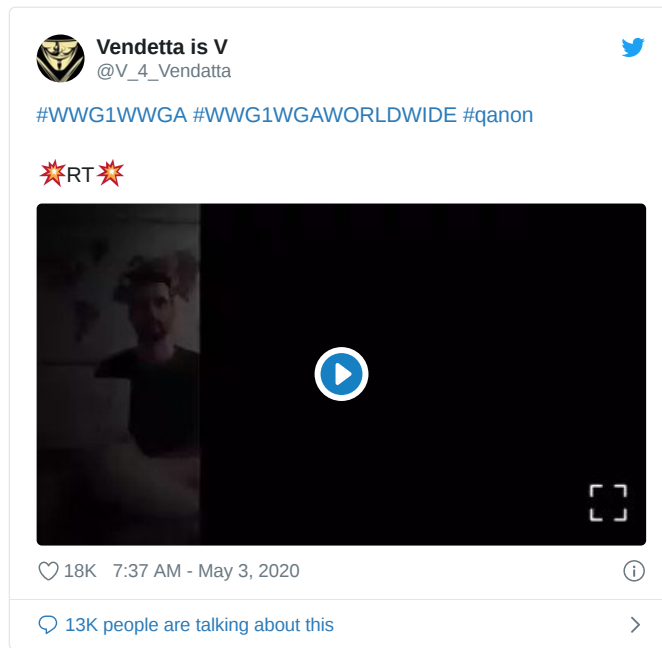 Vendetta is V
@V_4_Vendatta
#WWG1WWGA #WWG1WGAWORLDWIDE #qanon
💥RT💥
18K 7:37 AM - May 3, 2020
13K people are talking about this